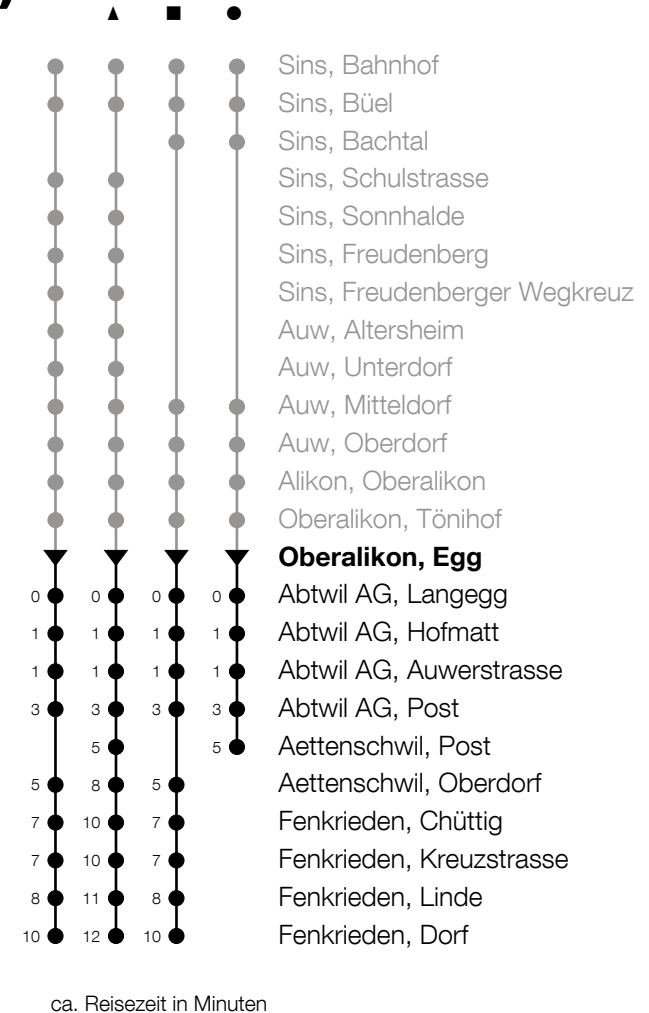 Sins, Bahnhof
Sins, Büel
Sins, Bachtal
Sins, Schulstrasse
Sins, Sonnhalde
Sins, Freudenberg
Sins, Freudenberger Wegkreuz
Auw, Altersheim
Auw, Unterdorf
Auw, Mitteldorf
Auw, Oberdorf
Alikon, Oberalikon
Oberalikon, Tönihof
Oberalikon, Egg
0 0 0 0 Abtwil AG, Langegg
1 1 1 1 Abtwil AG, Hofmatt
1 1 1 1 Abtwil AG, Auwerstrasse
3 3 3 3 Abtwil AG, Post
5 5 Aettenschwil, Post
5 8 5 Aettenschwil, Oberdorf
7 10 7 Fenkrieden, Chüttig
7 10 7 Fenkrieden, Kreuzstrasse
8 11 8 Fenkrieden, Linde
10 12 10 Fenkrieden, Dorf
ca. Reisezeit in Minuten